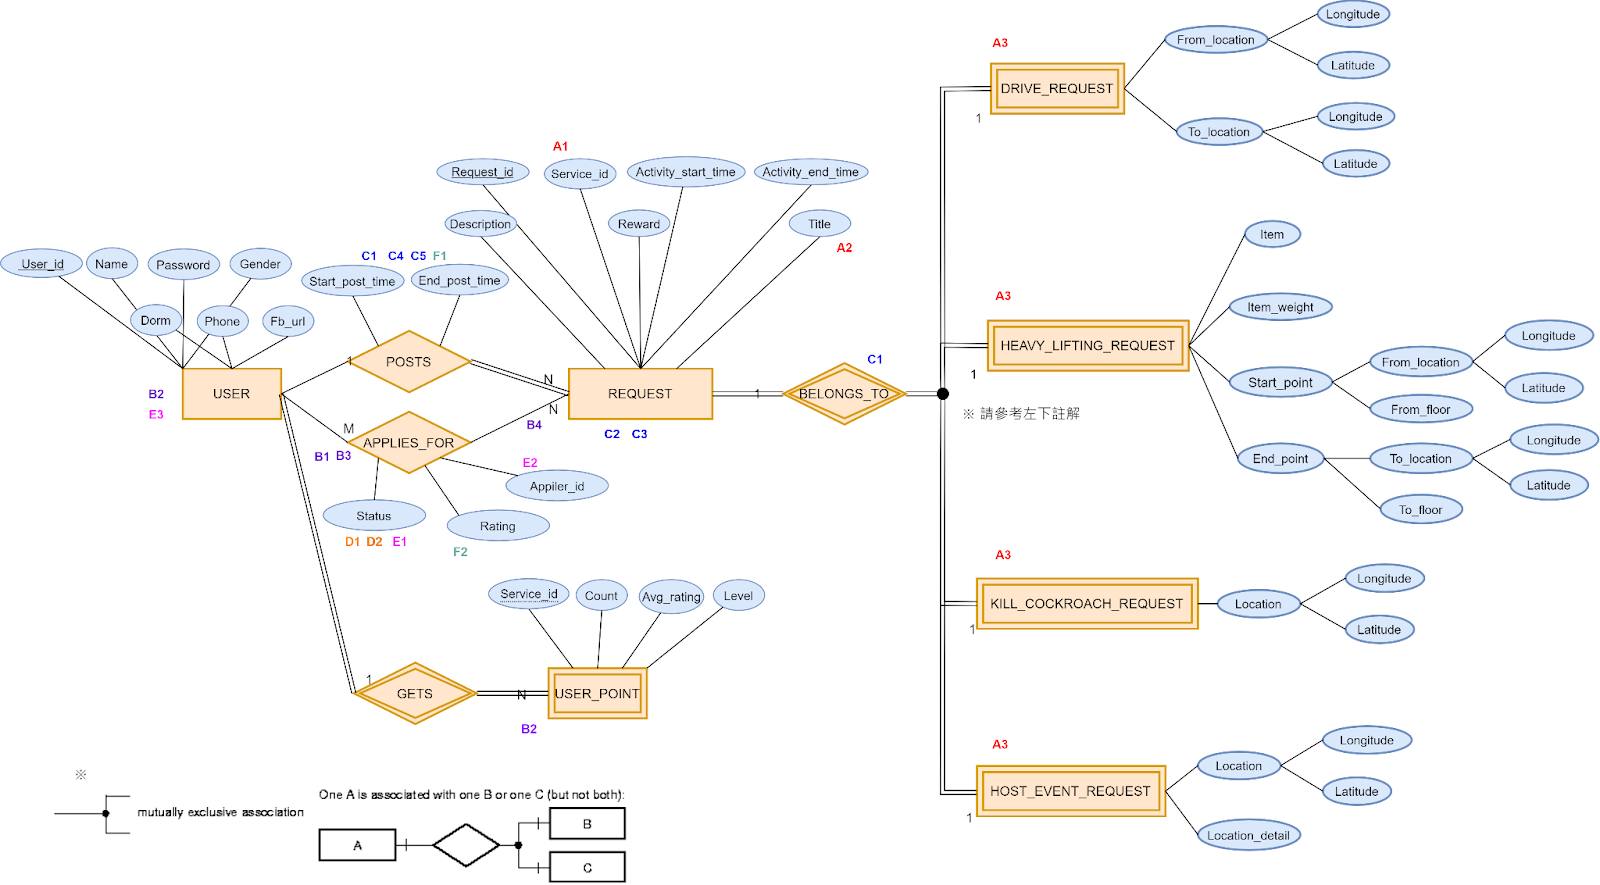 Longitude
A3
From_location
Latitude
DRIVE_REQUEST
1
Longitude
To_location
Latitude
A1
Request_id
Service_id
Activity_start_time
Activity_end_time
Description
Reward
Title
A2
User_id
Name
Password
Gender
Dorm
Phone
Fb_url
C1 C4 C5 F1
Start_post_time
End_post_time
1
POSTS
N
USER
B2
E3
REQUEST
C2 C3
N
B4
M
APPLIES_FOR
B1 B3
E2
Appiler_id
Status
D1 D2 E1
Rating
F2
1
BELONGS_TO
C1
※ 請參考左下註解
Item
A3
Item_weight
HEAVY_LIFTING_REQUEST
1
Longitude
From_location
Latitude
Start_point
From_floor
Longitude
End_point
To_location
Latitude
To_floor
A3
KILL_COCKROACH_REQUEST
1
Location
Longitude
Latitude
Service_id
Count
Avg_rating
Level
1
GETS
N
USER_POINT
B2
A3
HOST_EVENT_REQUEST
1
Location
Longitude
Latitude
Location_detail
※
mutually exclusive association
One A is associated with one B or one C (but not both):
A
B
C